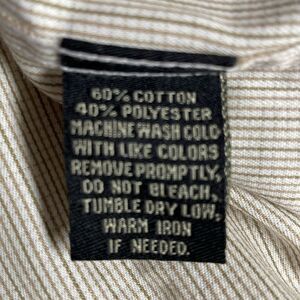 60% COTTON
40% POLYESTER
MACHINE WASH COLD
WITH LIKE COLORS
REMOVE PROMPTLY,
DO NOT BLEACH,
TUMBLE DRY LOW,
WARM IRON
IF NEEDED.